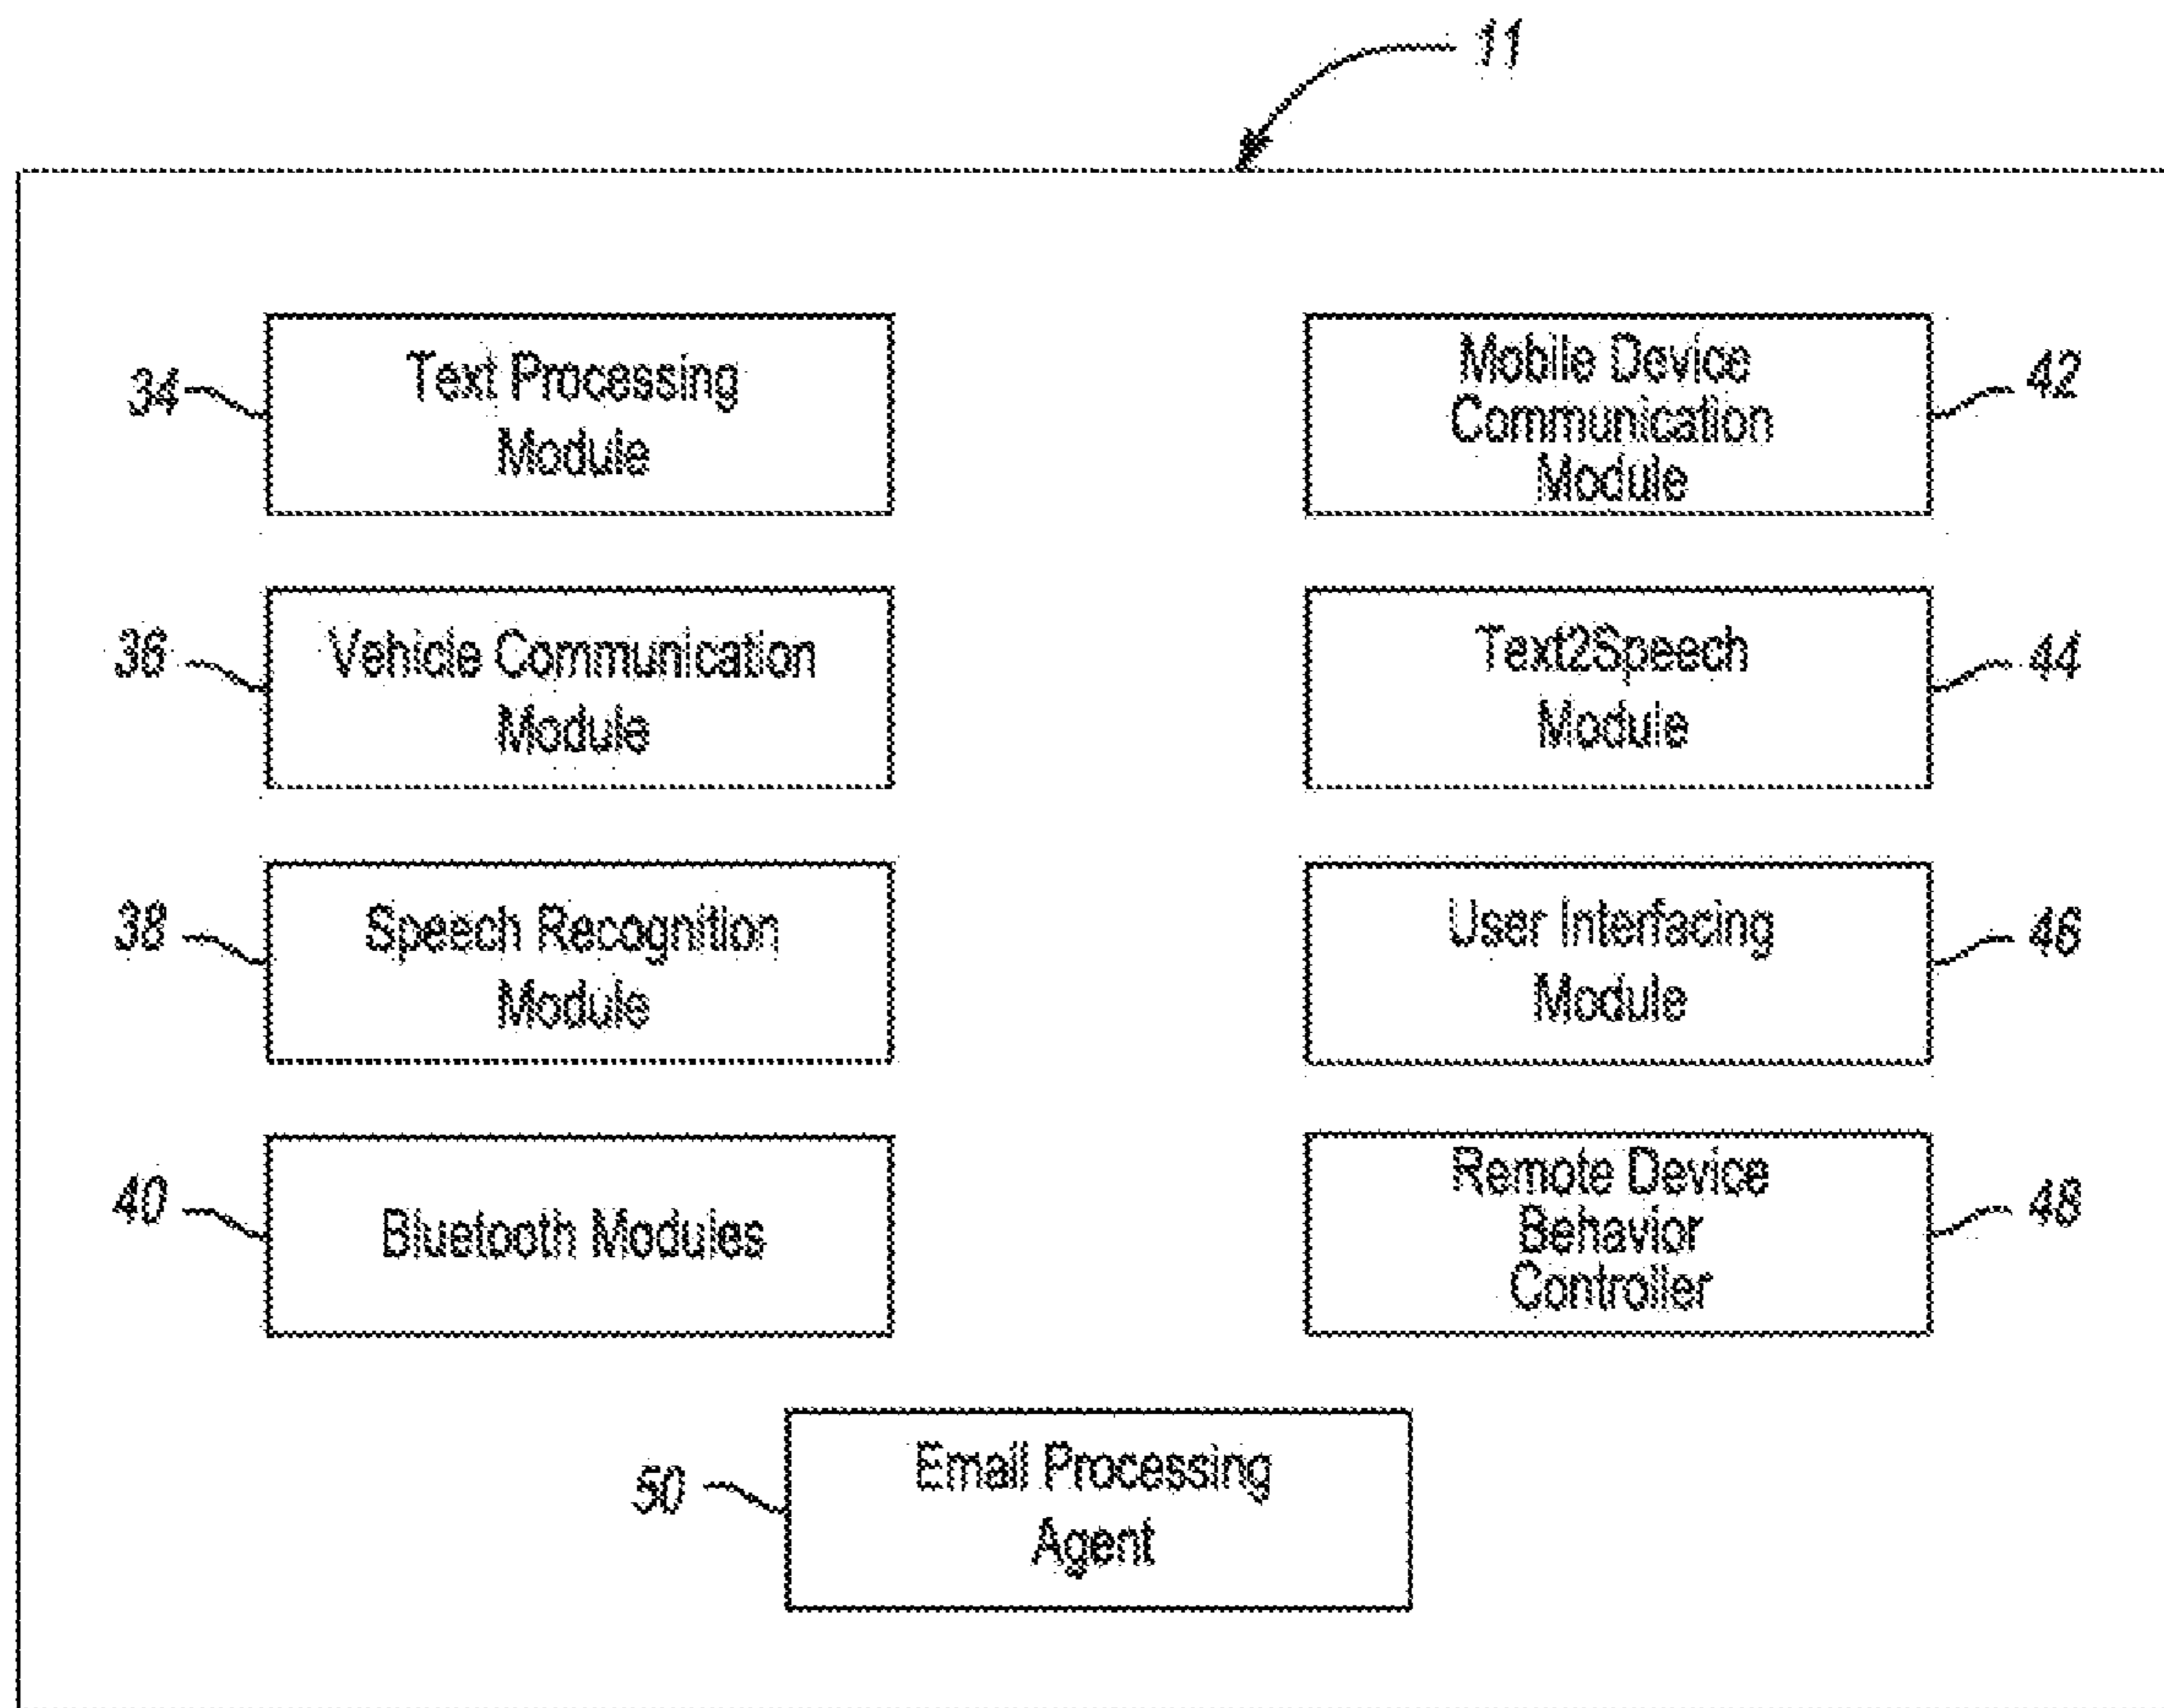 11
34
Text Processing
Module
42
Mobile Device
Communication
Module
36
Vehicle Communication
Module
44
Text2Speech
Module
38
Speech Recognition
Module
46
User Interfacing
Module
40
Bluetooth Modules
48
Remote Device
Behavior
Controller
50
Email Processing
Agent